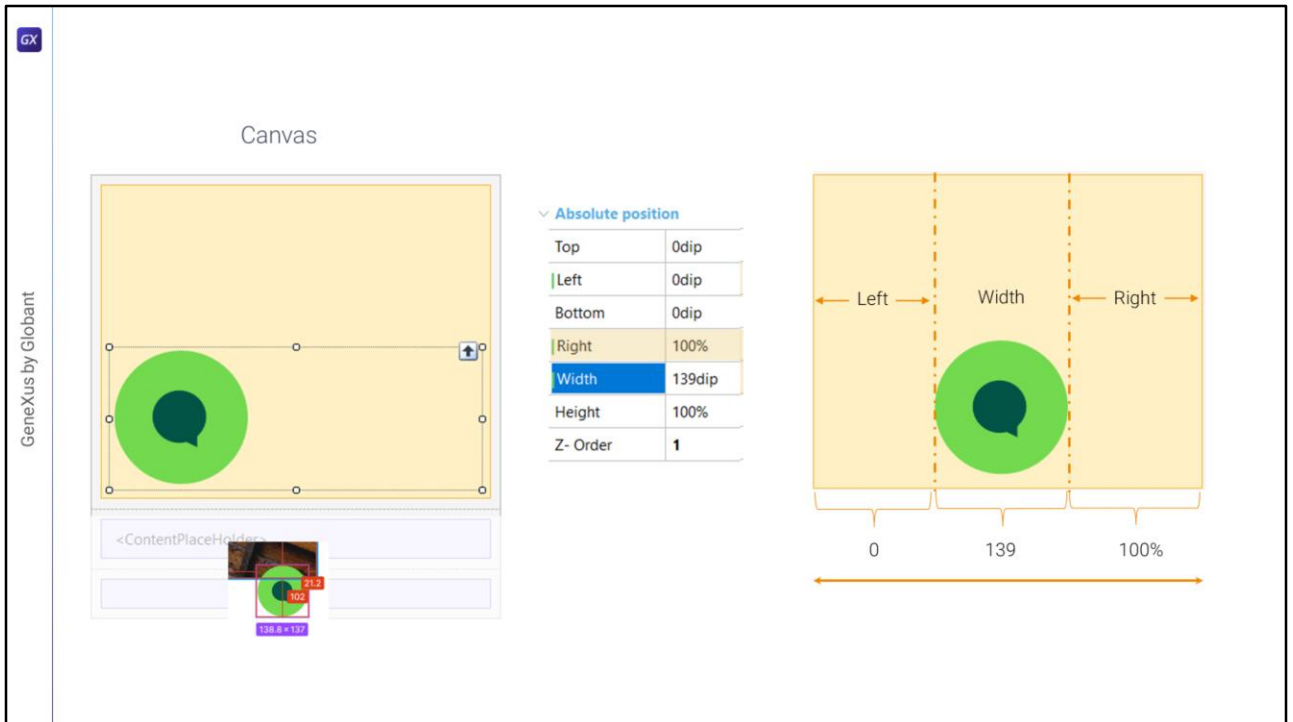 GX
GeneXus by Globant
Canvas
<ContentPlaceHolder>
21.2
102
138.8 × 137
Absolute position
Top 0dip
Left 0dip
Bottom 0dip
Right 100%
Width 139dip
Height 100%
Z- Order 1
Left Width Right
0 139 100%